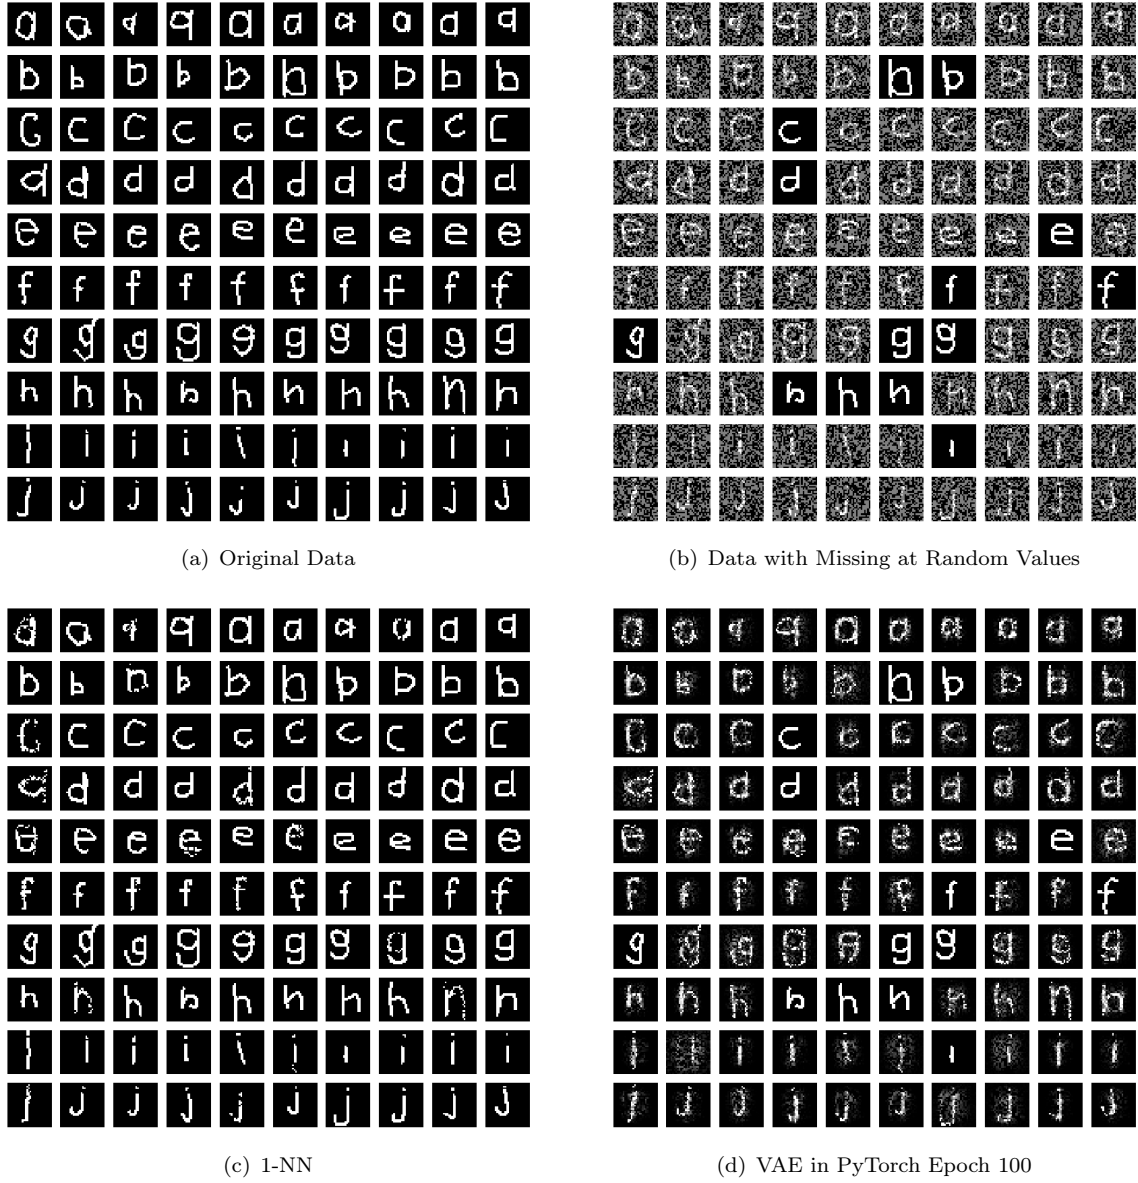 a a a a a a a a a a
b b b b b b b b b b
c c c c c c c c c c
d d d d d d d d d d
e e e e e e e e e e
f f f f f f f f f f
g g g g g g g g g g
h h h h h h h h h h
i i i i i i i i i i
j j j j j j j j j j
(a) Original Data
a a a a a a a a a a
b b b b b b b b b b
c c c c c c c c c c
d d d d d d d d d d
e e e e e e e e e e
f f f f f f f f f f
g g g g g g g g g g
h h h h h h h h h h
i i i i i i i i i i
j j j j j j j j j j
(b) Data with Missing at Random Values
a a a a a a a a a a
b b b b b b b b b b
c c c c c c c c c c
d d d d d d d d d d
e e e e e e e e e e
f f f f f f f f f f
g g g g g g g g g g
h h h h h h h h h h
i i i i i i i i i i
j j j j j j j j j j
(c) 1-NN
a a a a a a a a a a
b b b b b b b b b b
c c c c c c c c c c
d d d d d d d d d d
e e e e e e e e e e
f f f f f f f f f f
g g g g g g g g g g
h h h h h h h h h h
i i i i i i i i i i
j j j j j j j j j j
(d) VAE in PyTorch Epoch 100